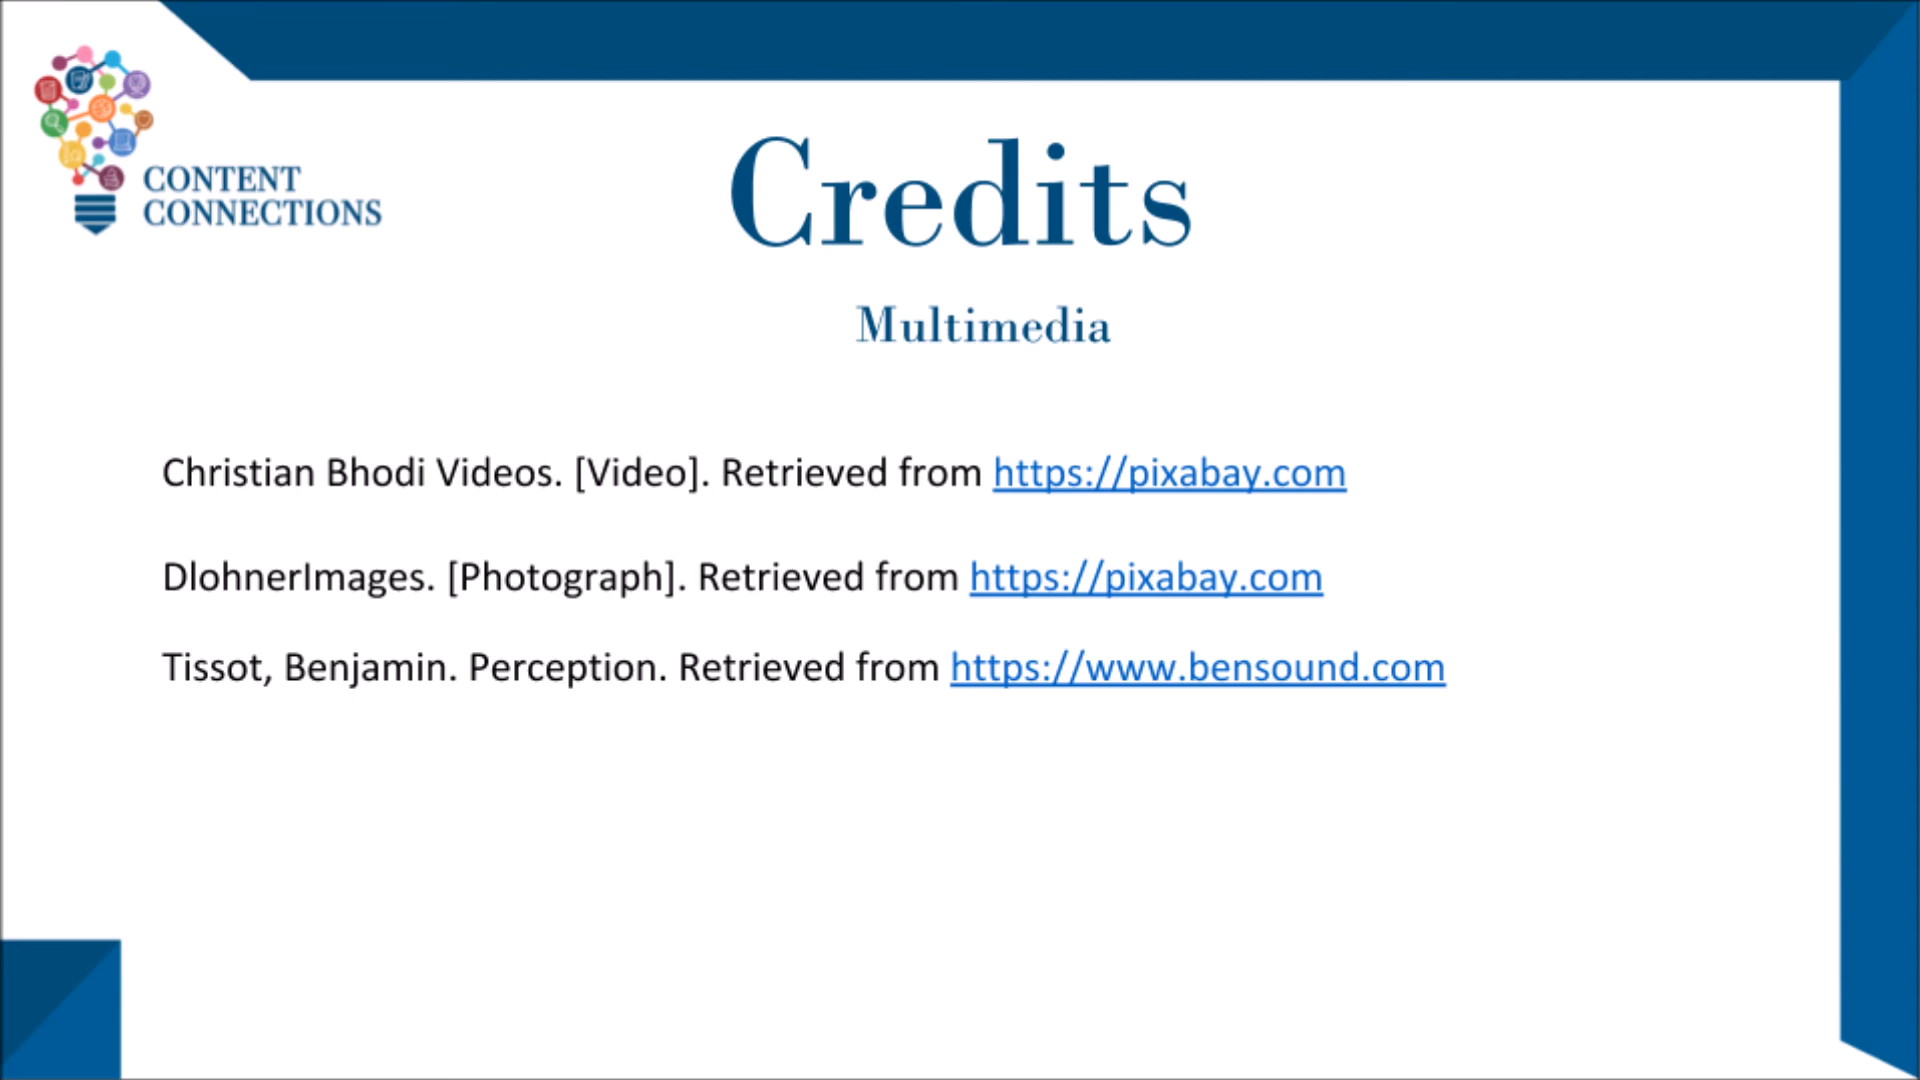 CONTENT
CONNECTIONS
Credits
Multimedia
Christian Bhodi Videos. [Video]. Retrieved from https://pixabay.com
DlohnerImages. [Photograph]. Retrieved from https://pixabay.com
Tissot, Benjamin. Perception. Retrieved from https://www.bensound.com